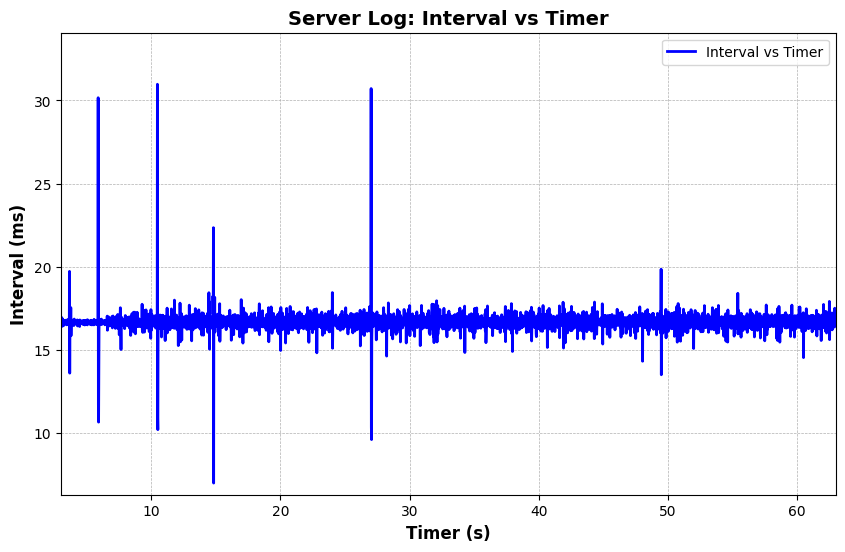 Server Log: Interval vs Timer
Interval vs Timer
30
25
20
15
10
Interval (ms)
10 20 30 40 50 60
Timer (s)